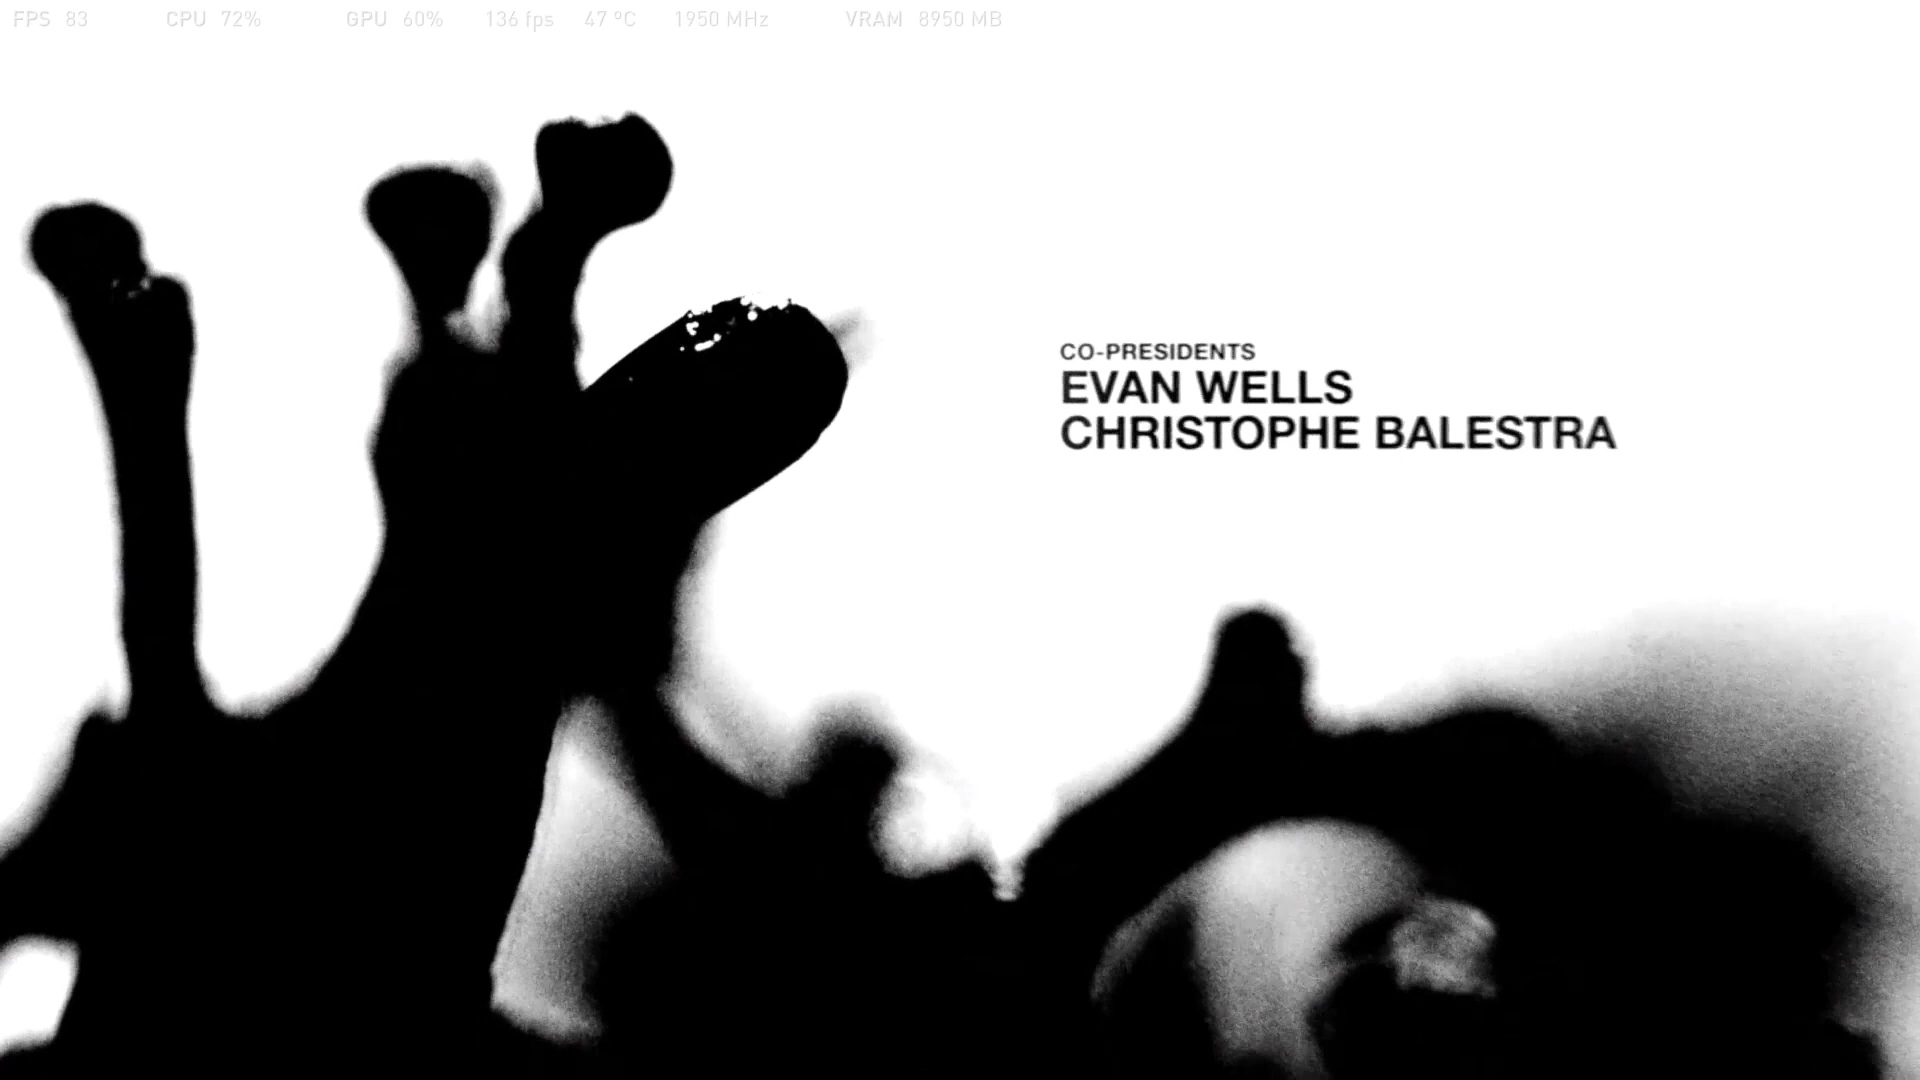 FPS 83 CPU 72% GPU 60% 136 fps 47 °C 1950 MHz VRAM 8950 MB
CO-PRESIDENTS
EVAN WELLS
CHRISTOPHE BALESTRA